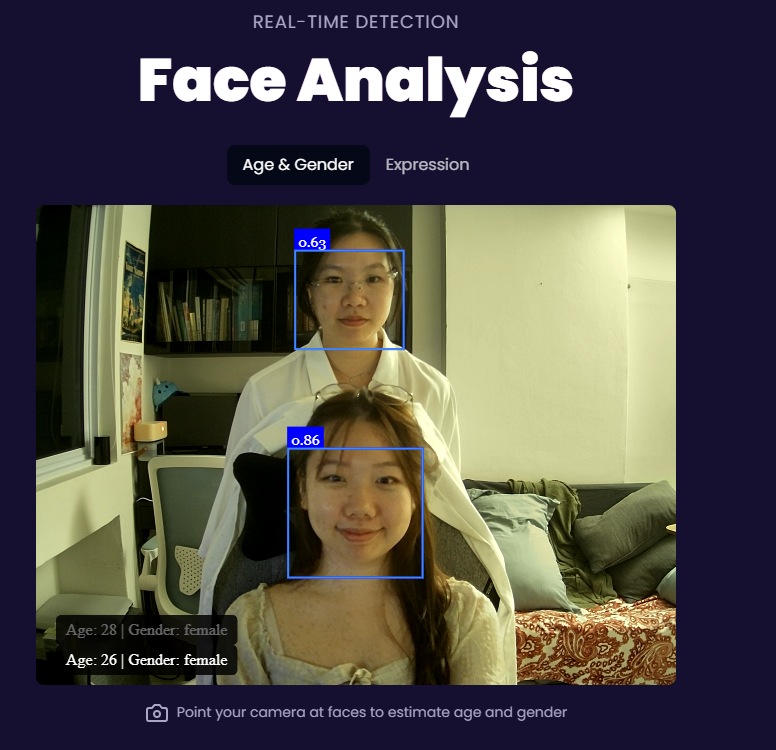 REAL-TIME DETECTION
Face Analysis
Age & Gender
Expression
0.63
0.86
Age: 28 | Gender: female
Age: 26 | Gender: female
Point your camera at faces to estimate age and gender